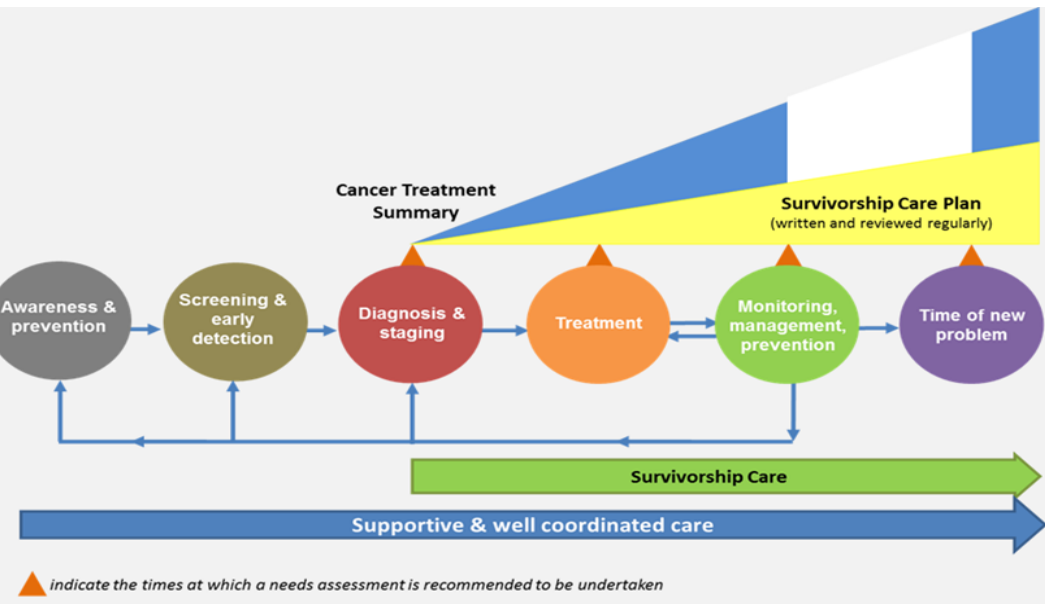 Cancer Treatment
Summary
Survivorship Care Plan
(written and reviewed regularly)
Awareness &
prevention
Screening &
early
detection
Diagnosis &
staging
Treatment
Monitoring,
management,
prevention
Time of new
problem
Survivorship Care
Supportive & well coordinated care
indicate the times at which a needs assessment is recommended to be undertaken